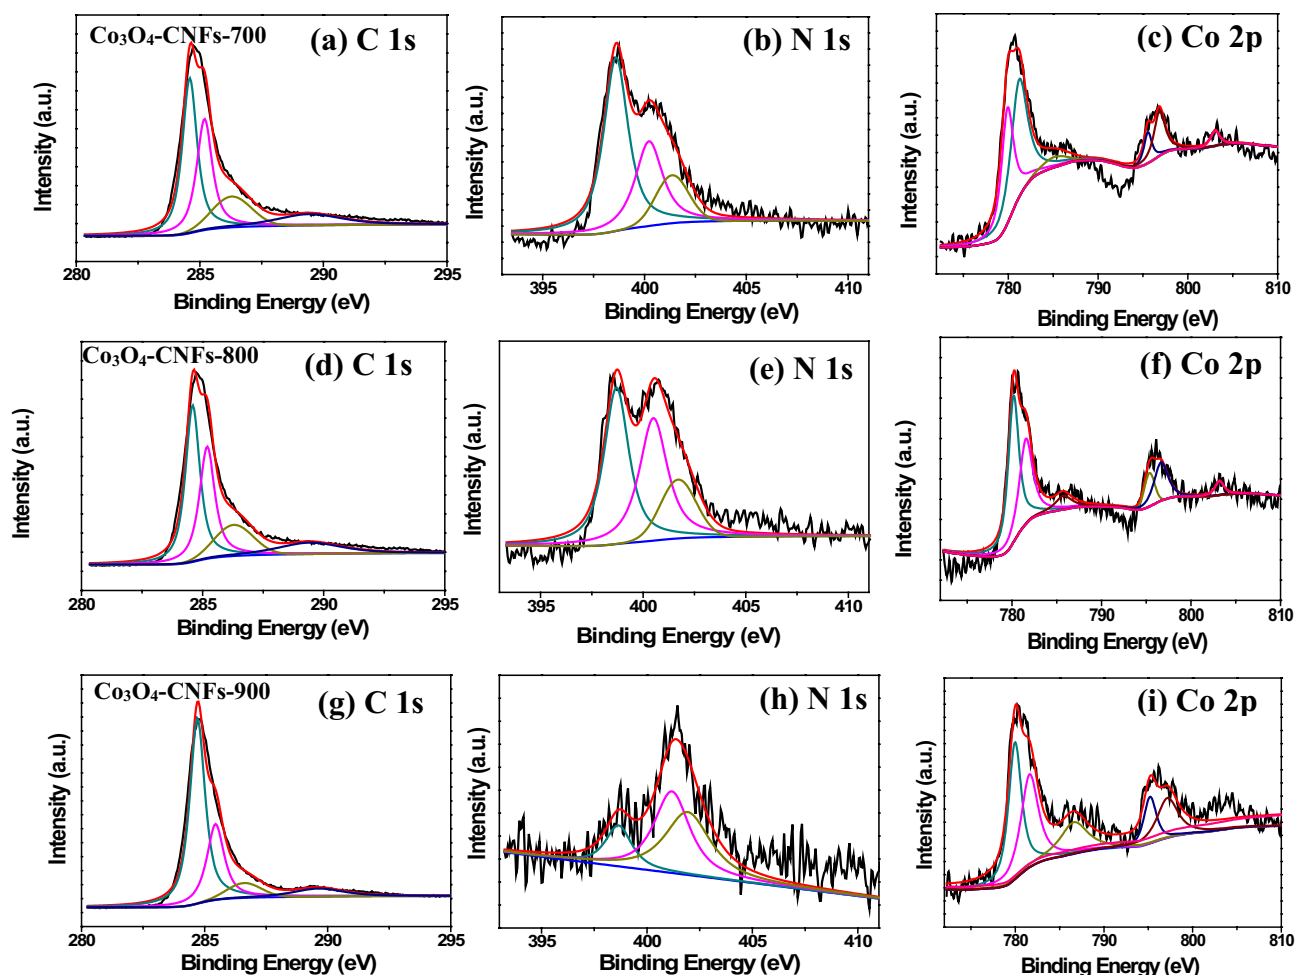 Co₃O₄-CNFs-700
(a) C 1s
Intensity (a.u.)
280 285 290 295
Binding Energy (eV)
(b) N 1s
Intensity (a.u.)
395 400 405 410
Binding Energy (eV)
(c) Co 2p
Intensity (a.u.)
780 790 800 810
Binding Energy (eV)
Co₃O₄-CNFs-800
(d) C 1s
Intensity (a.u.)
280 285 290 295
Binding Energy (eV)
(e) N 1s
Intensity (a.u.)
395 400 405 410
Binding Energy (eV)
(f) Co 2p
Intensity (a.u.)
780 790 800 810
Binding Energy (eV)
Co₃O₄-CNFs-900
(g) C 1s
Intensity (a.u.)
280 285 290 295
Binding Energy (eV)
(h) N 1s
Intensity (a.u.)
395 400 405 410
Binding Energy (eV)
(i) Co 2p
Intensity (a.u.)
780 790 800 810
Binding Energy (eV)